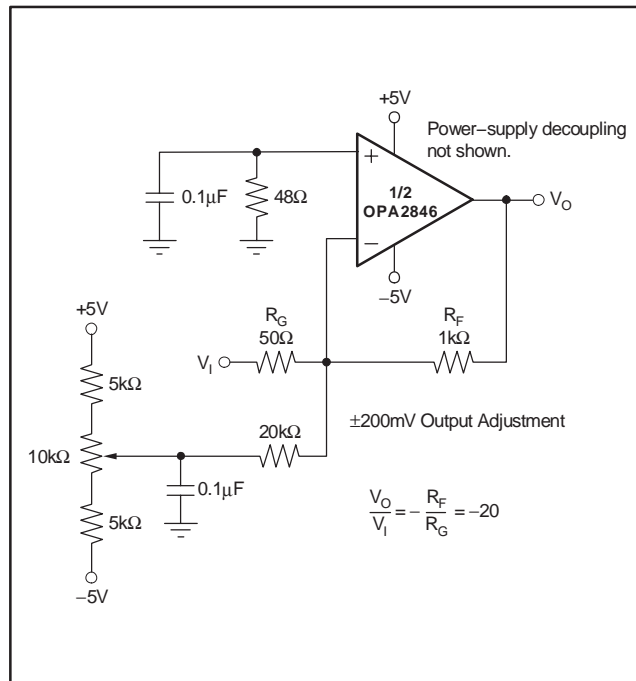 +5V
Power−supply decoupling
not shown.
+
1/2
OPA2846
−
0.1µF
48Ω
V_O
−5V
+5V
R_G
50Ω
R_F
1kΩ
V_I
5kΩ
20kΩ
±200mV Output Adjustment
10kΩ
0.1µF
5kΩ
V_O/V_I = − R_F/R_G = −20
−5V